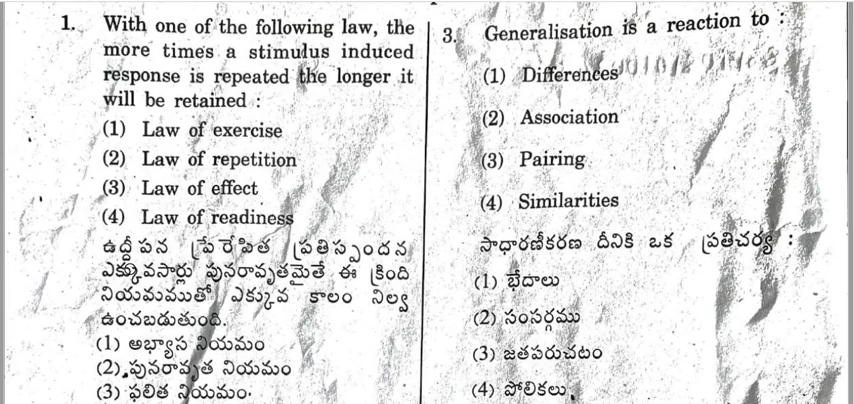 1. With one of the following law, the
more times a stimulus induced
response is repeated the longer it
will be retained :
(1) Law of exercise
(2) Law of repetition
(3) Law of effect
(4) Law of readiness
ఉద్దీపన ప్రేరేపిత ప్రతిస్పందన
ఎక్కువసార్లు పునరావృతమైతే ఈ క్రింది
నియమముతో ఎక్కువ కాలం నిల్వ
ఉంచబడుతుంది.
(1) అభ్యాస నియమం
(2) పునరావృత నియమం
(3) ఫలిత నియమం.
3. Generalisation is a reaction to :
(1) Differences
(2) Association
(3) Pairing
(4) Similarities
సాధారణీకరణ దీనికి ఒక ప్రతిచర్య :
(1) భేదాలు
(2) సంసర్గము
(3) జతపరుచటం
(4) పోలికలు